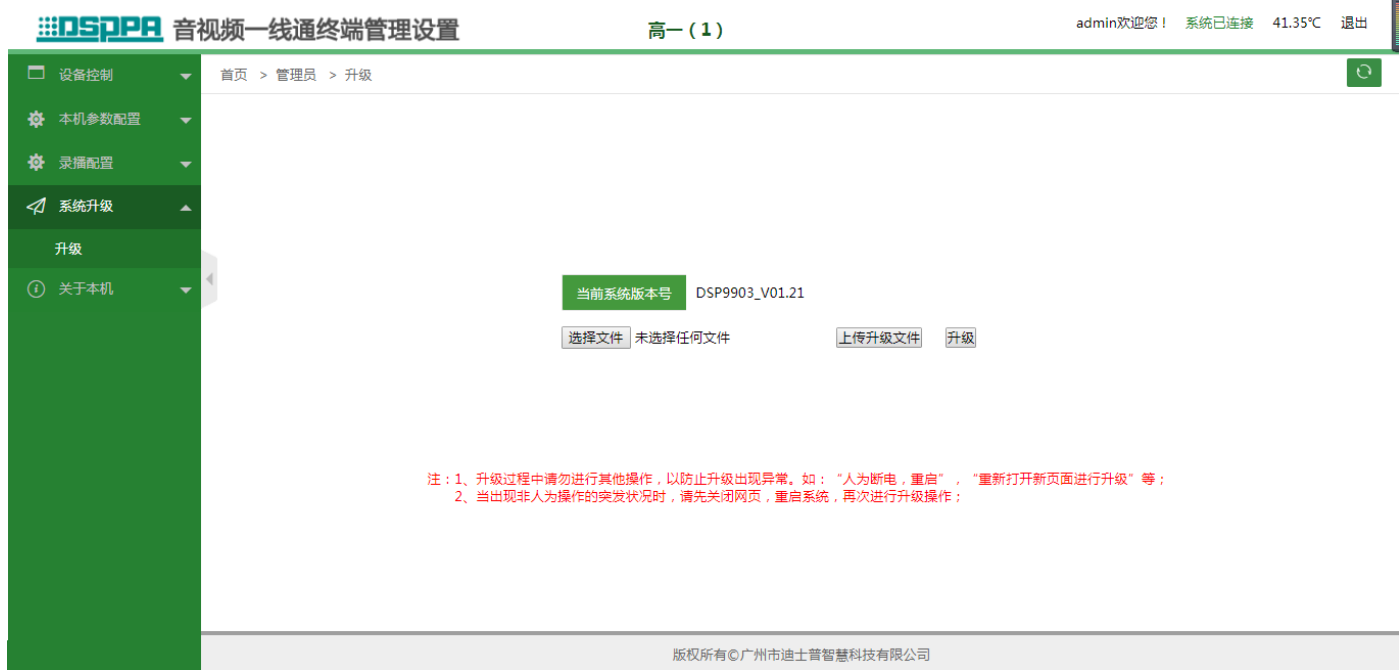 DSPPA 音视频一线通终端管理设置 高一(1) admin欢迎您! 系统已连接 41.35℃ 退出
设备控制
首页 > 管理员 > 升级
本机参数配置
录播配置
系统升级
升级
关于本机
当前系统版本号 DSP9903_V01.21
选择文件 未选择任何文件 上传升级文件 升级
注:1、升级过程中请勿进行其他操作,以防止升级出现异常。如:“人为断电,重启”,“重新打开新页面进行升级”等;
2、当出现非人为操作的突发状况时,请先关闭网页,重启系统,再次进行升级操作;
版权所有©广州市迪士普智慧科技有限公司